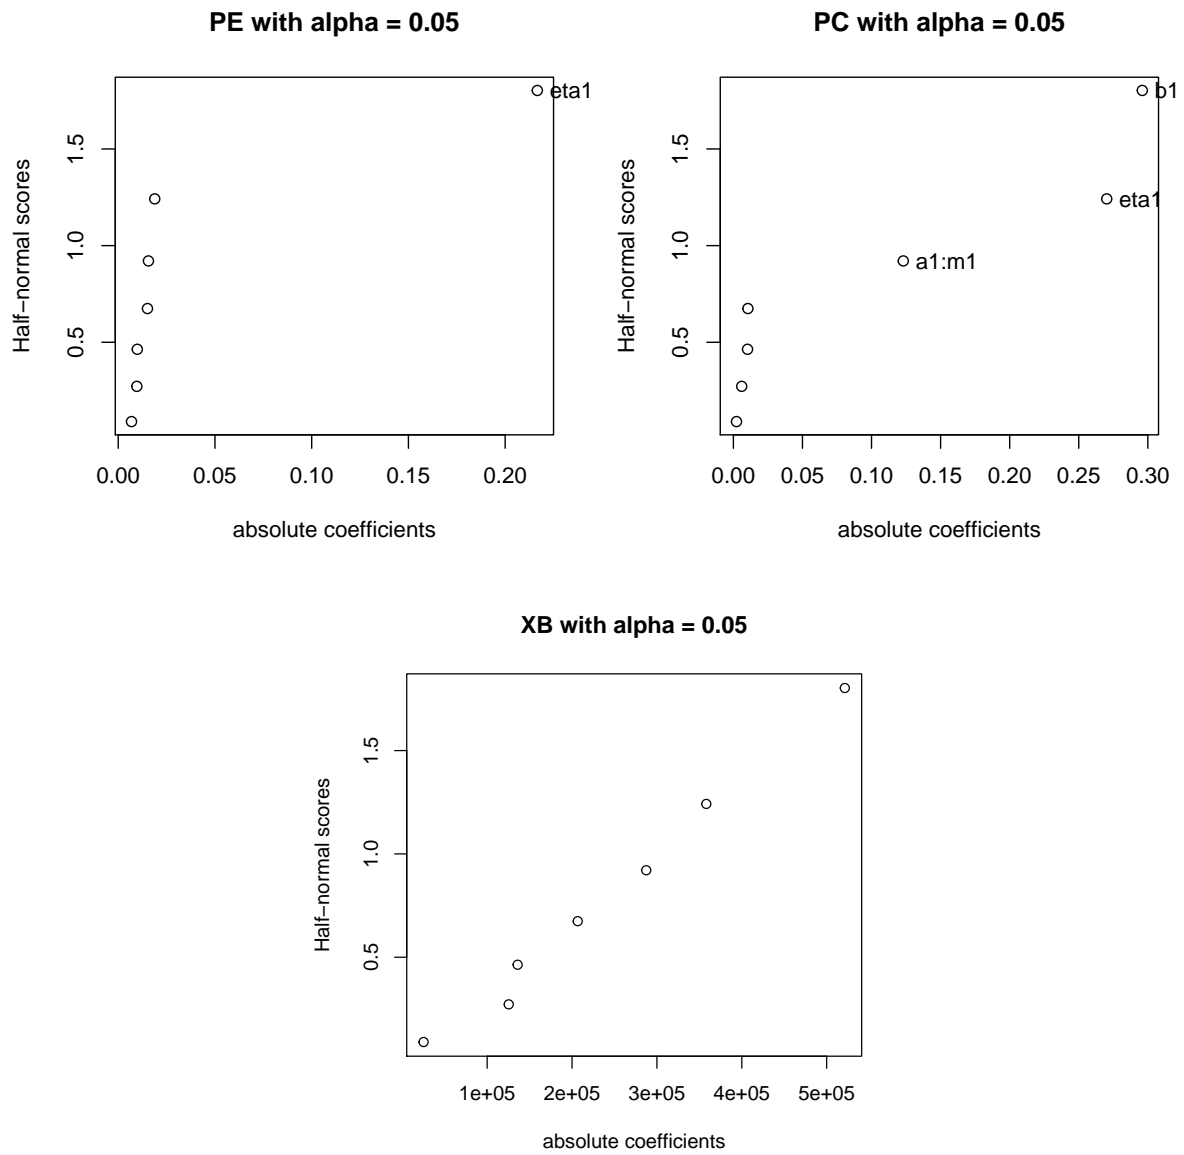 PE with alpha = 0.05
Half−normal scores
0.5 1.0 1.5
eta1
0.00 0.05 0.10 0.15 0.20
absolute coefficients
PC with alpha = 0.05
Half−normal scores
0.5 1.0 1.5
b1
eta1
a1:m1
0.00 0.05 0.10 0.15 0.20 0.25 0.30
absolute coefficients
XB with alpha = 0.05
Half−normal scores
0.5 1.0 1.5
1e+05 2e+05 3e+05 4e+05 5e+05
absolute coefficients